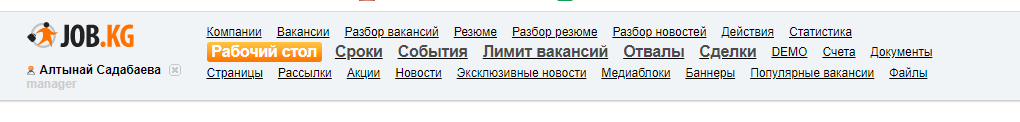 JOB.KG
Алтынай Садабаева
manager
Компании Вакансии Разбор вакансий Резюме Разбор резюме Разбор новостей Действия Статистика
Рабочий стол Сроки События Лимит вакансий Отвалы Сделки DEMO Счета Документы
Страницы Рассылки Акции Новости Эксклюзивные новости Медиаблоки Баннеры Популярные вакансии Файлы